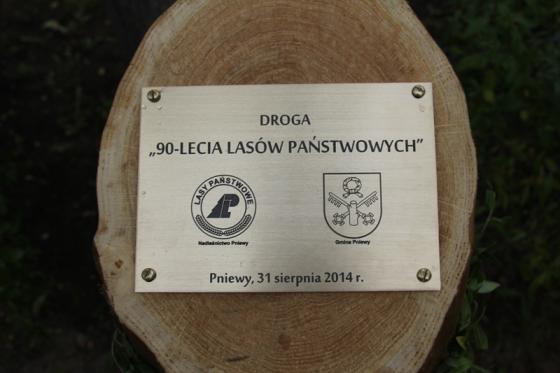 DROGA
„90-LECIA LASÓW PAŃSTWOWYCH”
LASY PAŃSTWOWE
Nadleśnictwo Pniewy
Gmina Pniewy
Pniewy, 31 sierpnia 2014 r.